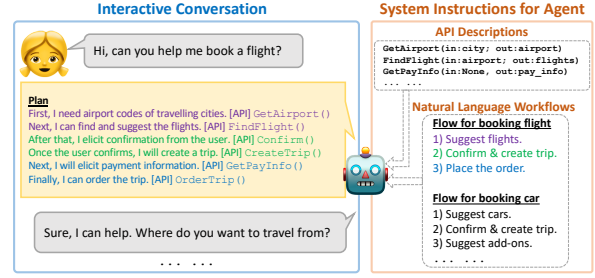 Interactive Conversation
Hi, can you help me book a flight?
Plan
First, I need airport codes of travelling cities. [API] GetAirport()
Next, I can find and suggest the flights. [API] FindFlight()
After that, I elicit confirmation from the user. [API] Confirm()
Once the user confirms, I will create a trip. [API] CreateTrip()
Next, I will elicit payment information. [API] GetPayInfo()
Finally, I can order the trip. [API] OrderTrip()
Sure, I can help. Where do you want to travel from?
... ...
System Instructions for Agent
API Descriptions
GetAirport(in:city; out:airport)
FindFlight(in:airport; out:flights)
GetPayInfo(in:None, out:pay_info)
... ...
Natural Language Workflows
Flow for booking flight
1) Suggest flights.
2) Confirm & create trip.
3) Place the order.
Flow for booking car
1) Suggest cars.
2) Confirm & create trip.
3) Suggest add-ons.
... ...